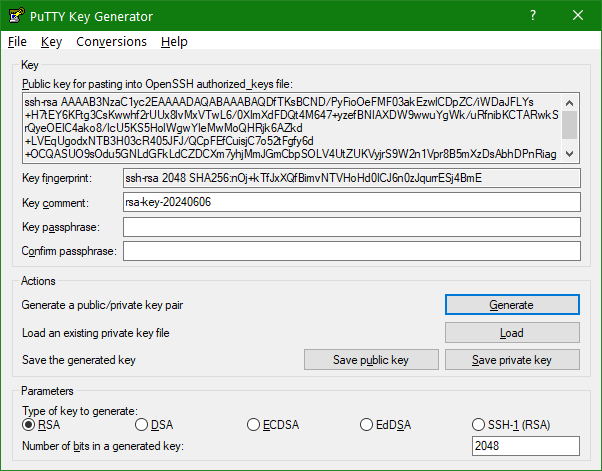 PuTTY Key Generator
File Key Conversions Help
Key
Public key for pasting into OpenSSH authorized_keys file:
ssh-rsa AAAAB3NzaC1yc2EAAAADAQABAAABAQDfTKsBCND/PyFioOeFMF03akEzwlCDpZC/iWDaJFLYs
+H7tEY6KFtg3CsKwwhf2rUUx8lvMxVTwL6/0XlmXdFDQt4M647+yzefBNIAXDW9wwuYgWk/uRfnibKCTARwkS
rQyeOElC4ako8/lcU5KS5HolWgwYleMwMoQHRjk6AZkd
+LVEqUgodxNTB3H03cR405JFJ/QCpFEfCuisjC7o52tFgfy6d
+OCQASUO9sOdu5GNLdGFkLdCZDCXm7yhjMmJGmCbpSOLV4UtZUKVyjrS9W2n1Vpr8B5mXzDsAbhDPnRiag
Key fingerprint: ssh-rsa 2048 SHA256:nOj+kTfJxXQfBimvNTVHoHd0lCJ6n0zJqurrESj4BmE
Key comment: rsa-key-20240606
Key passphrase:
Confirm passphrase:
Actions
Generate a public/private key pair Generate
Load an existing private key file Load
Save the generated key Save public key Save private key
Parameters
Type of key to generate:
RSA DSA ECDSA EdDSA SSH-1 (RSA)
Number of bits in a generated key: 2048